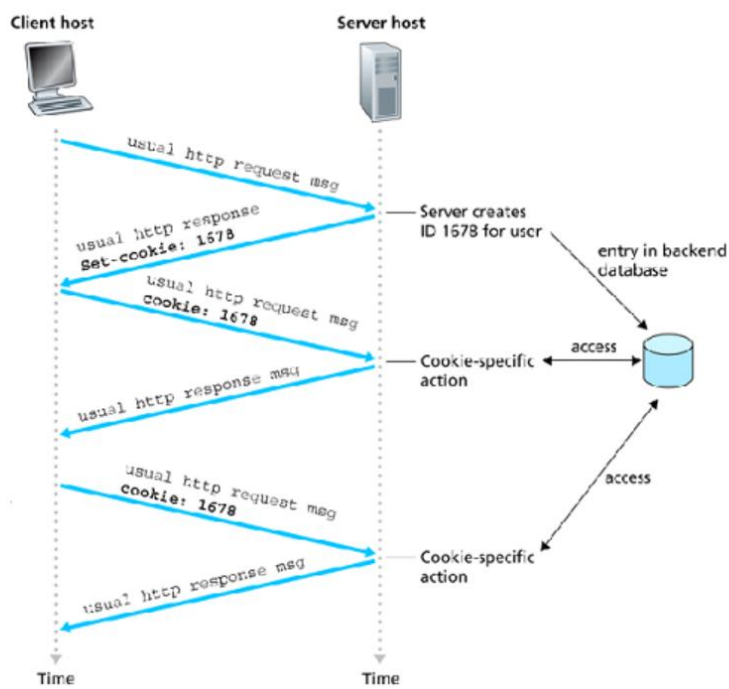 Client host
Server host
usual http request msg
Server creates
ID 1678 for user
usual http response
Set-cookie: 1678
entry in backend
database
usual http request msg
cookie: 1678
access
Cookie-specific
action
usual http response msg
access
usual http request msg
cookie: 1678
Cookie-specific
action
usual http response msg
Time
Time